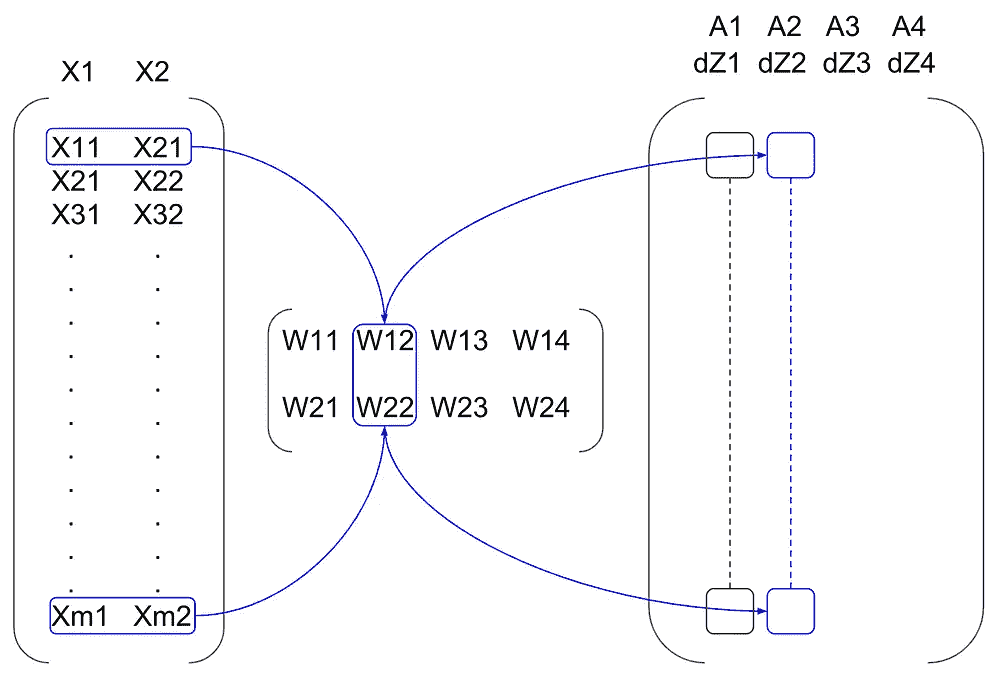 A1 A2 A3 A4
dZ1 dZ2 dZ3 dZ4
X1 X2
X11 X21
X21 X22
X31 X32
. .
. .
. .
. .
. .
. .
. .
. .
. .
. .
. .
Xm1 Xm2
W11 W12 W13 W14
W21 W22 W23 W24